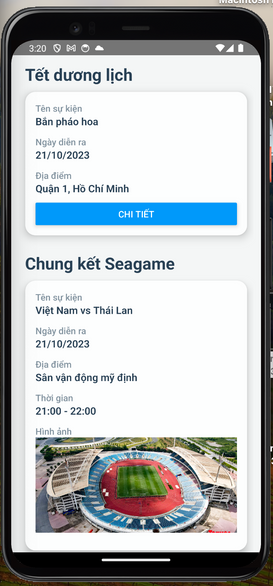 3:20
Tết dương lịch
Tên sự kiện
Bắn pháo hoa
Ngày diễn ra
21/10/2023
Địa điểm
Quận 1, Hồ Chí Minh
CHI TIẾT
Chung kết Seagame
Tên sự kiện
Việt Nam vs Thái Lan
Ngày diễn ra
21/10/2023
Địa điểm
Sân vận động mỹ định
Thời gian
21:00 - 22:00
Hình ảnh